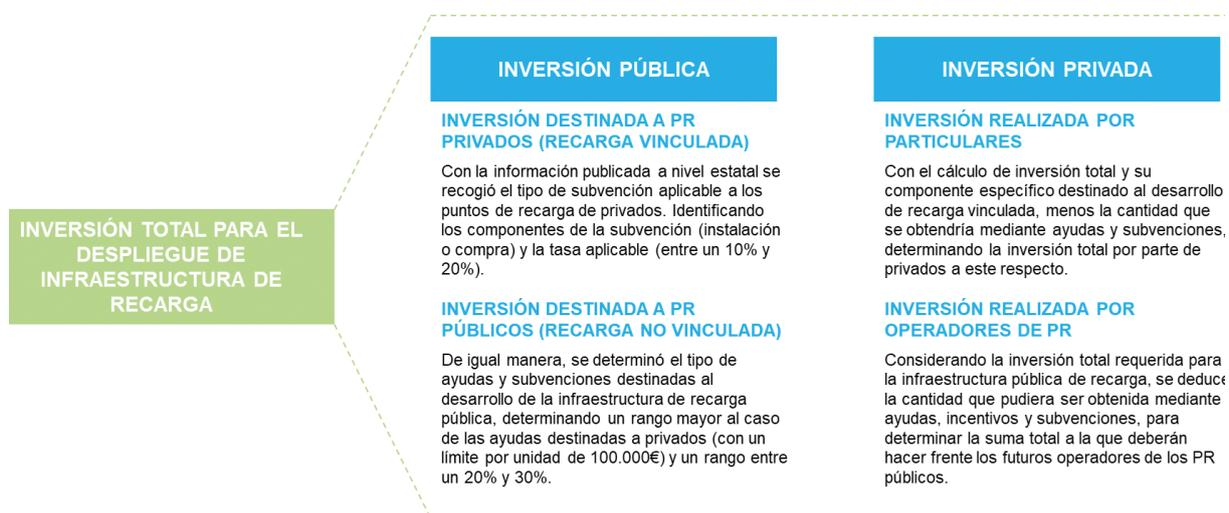 INVERSIÓN TOTAL PARA EL
DESPLIEGUE DE
INFRAESTRUCTURA DE
RECARGA
INVERSIÓN PÚBLICA
INVERSIÓN DESTINADA A PR
PRIVADOS (RECARGA VINCULADA)
Con la información publicada a nivel estatal se
recogió el tipo de subvención aplicable a los
puntos de recarga de privados. Identificando
los componentes de la subvención (instalación
o compra) y la tasa aplicable (entre un 10% y
20%).
INVERSIÓN DESTINADA A PR
PÚBLICOS (RECARGA NO VINCULADA)
De igual manera, se determinó el tipo de
ayudas y subvenciones destinadas al
desarrollo de la infraestructura de recarga
pública, determinando un rango mayor al caso
de las ayudas destinadas a privados (con un
límite por unidad de 100.000€) y un rango entre
un 20% y 30%.
INVERSIÓN PRIVADA
INVERSIÓN REALIZADA POR
PARTICULARES
Con el cálculo de inversión total y su
componente específico destinado al desarrollo
de recarga vinculada, menos la cantidad que
se obtendría mediante ayudas y subvenciones,
determinando la inversión total por parte de
privados a este respecto.
INVERSIÓN REALIZADA POR
OPERADORES DE PR
Considerando la inversión total requerida para
la infraestructura pública de recarga, se deduce
la cantidad que pudiera ser obtenida mediante
ayudas, incentivos y subvenciones, para
determinar la suma total a la que deberán
hacer frente los futuros operadores de los PR
públicos.